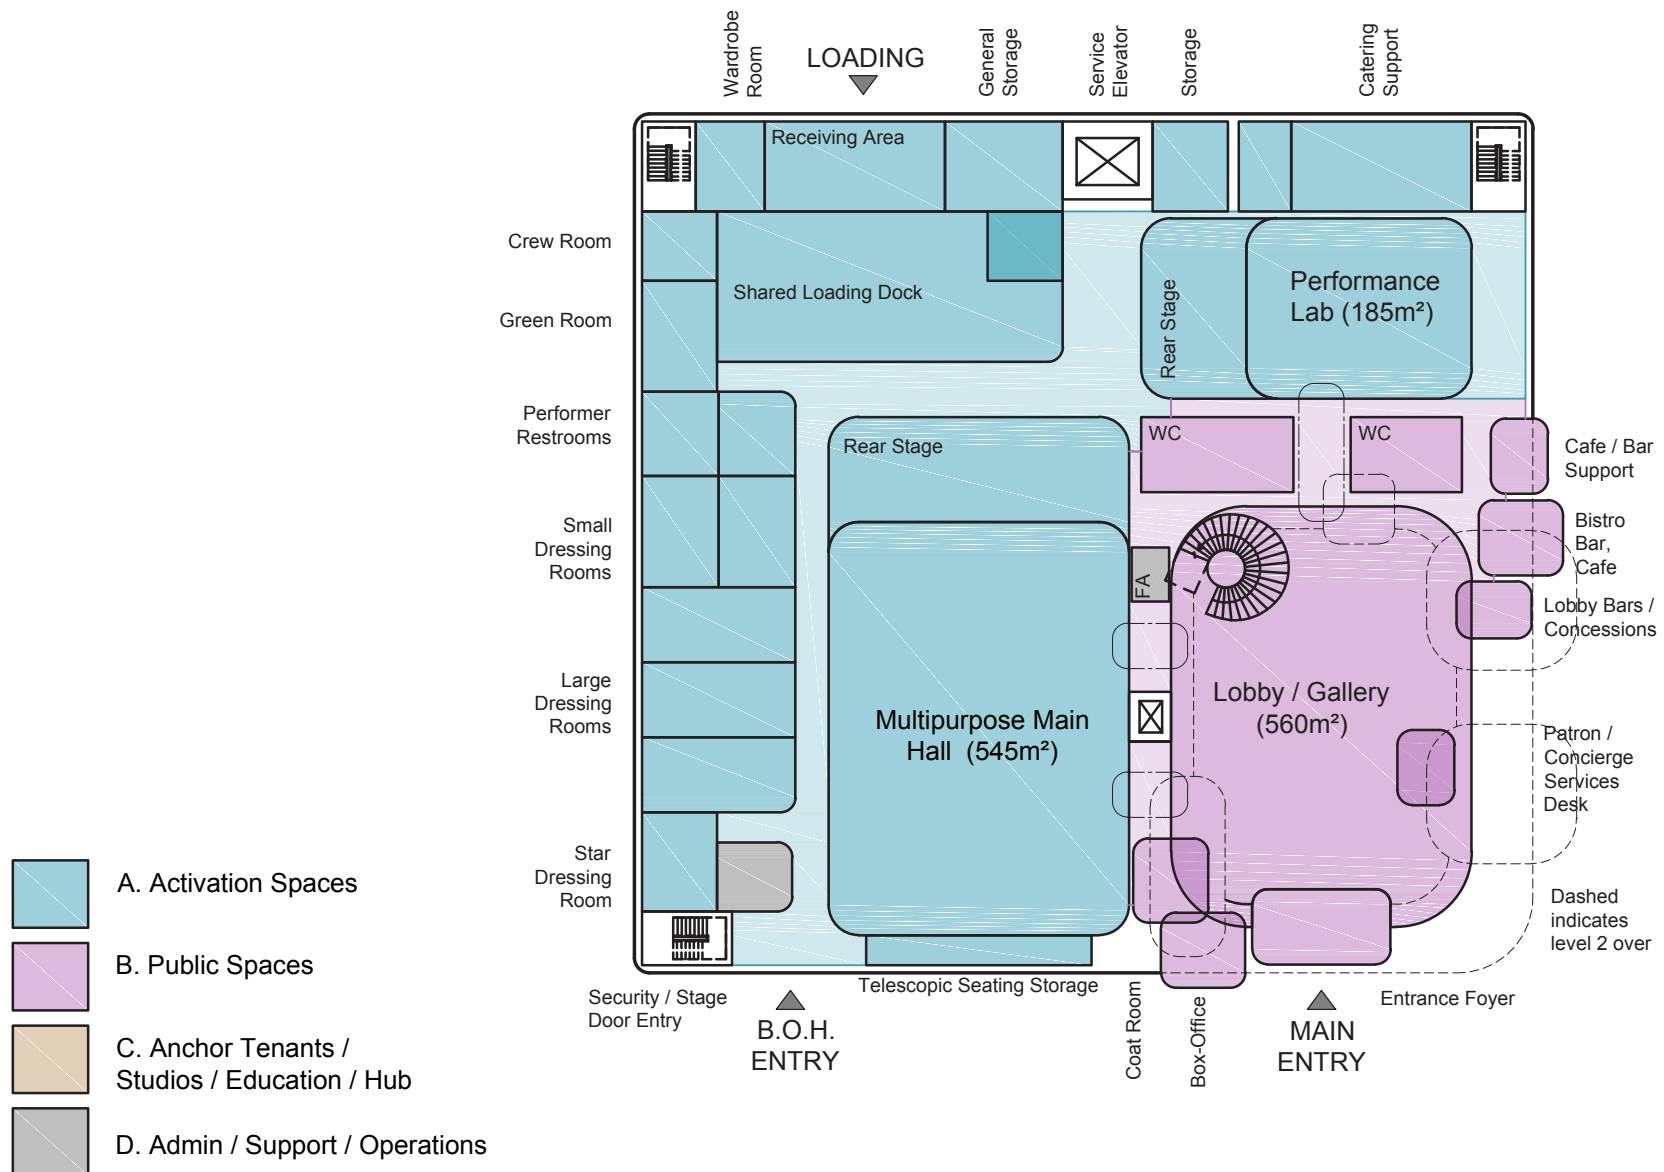 Wardrobe
Room
LOADING
General
Storage
Service
Elevator
Storage
Catering
Support
Receiving Area
Crew Room
Green Room
Shared Loading Dock
Rear Stage
Performance
Lab (185m²)
Performer
Restrooms
Rear Stage
WC
WC
Cafe / Bar
Support
Small
Dressing
Rooms
FA
Bistro
Bar,
Cafe
Lobby Bars /
Concessions
Large
Dressing
Rooms
Multipurpose Main
Hall (545m²)
Lobby / Gallery
(560m²)
Patron /
Concierge
Services
Desk
Star
Dressing
Room
Dashed
indicates
level 2 over
Security / Stage
Door Entry
B.O.H.
ENTRY
Telescopic Seating Storage
Coat Room
Box-Office
MAIN
ENTRY
Entrance Foyer
A. Activation Spaces
B. Public Spaces
C. Anchor Tenants /
Studios / Education / Hub
D. Admin / Support / Operations